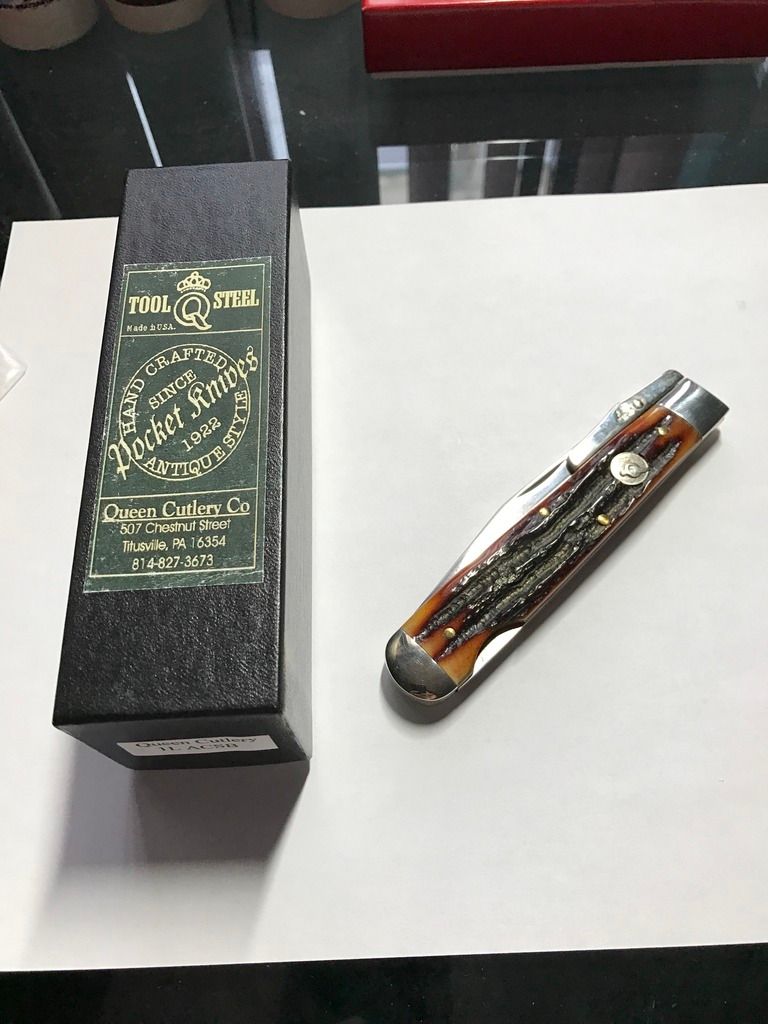 TOOL Q STEEL
Made in U.S.A.
HAND CRAFTED
SINCE
Pocket Knives
1922
ANTIQUE STYLE
Queen Cutlery Co
507 Chestnut Street
Titusville, PA 16354
814-827-3673
Queen Cutlery
Q